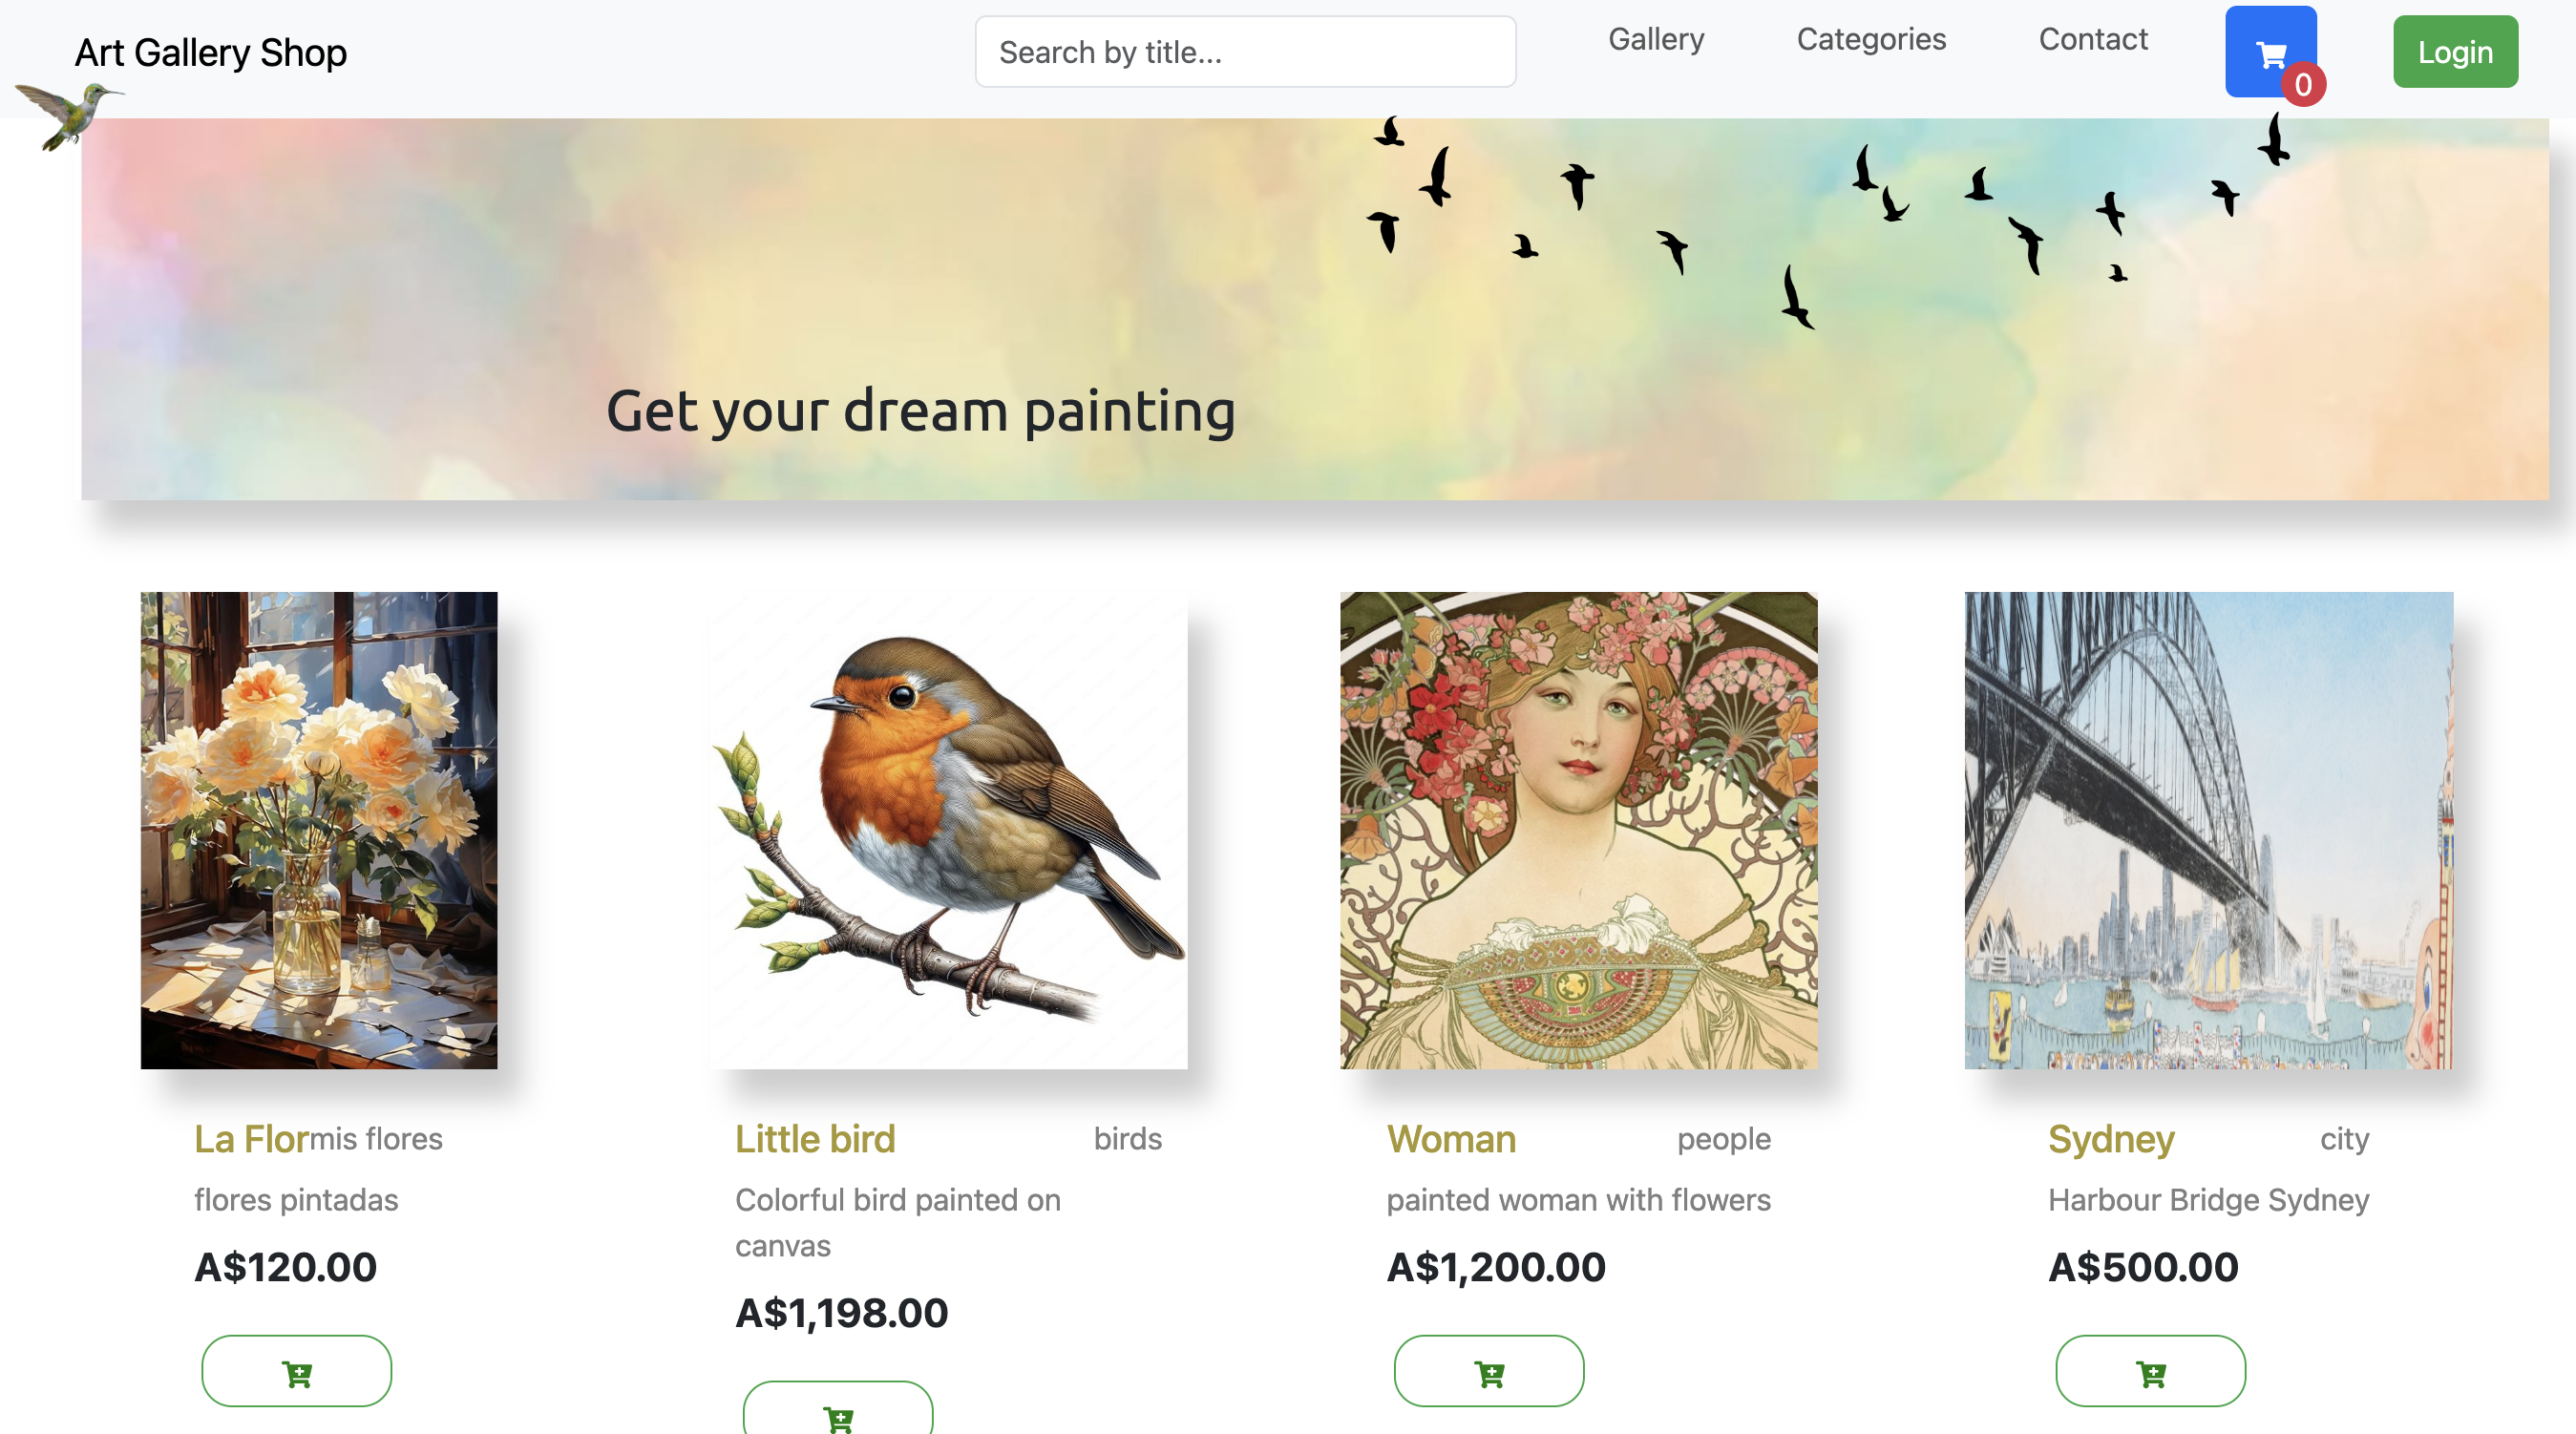 Art Gallery Shop
Search by title...
Gallery
Categories
Contact
0
Login
Get your dream painting
La Flor mis flores
flores pintadas
A$120.00
Little bird birds
Colorful bird painted on
canvas
A$1,198.00
Woman people
painted woman with flowers
A$1,200.00
Sydney city
Harbour Bridge Sydney
A$500.00